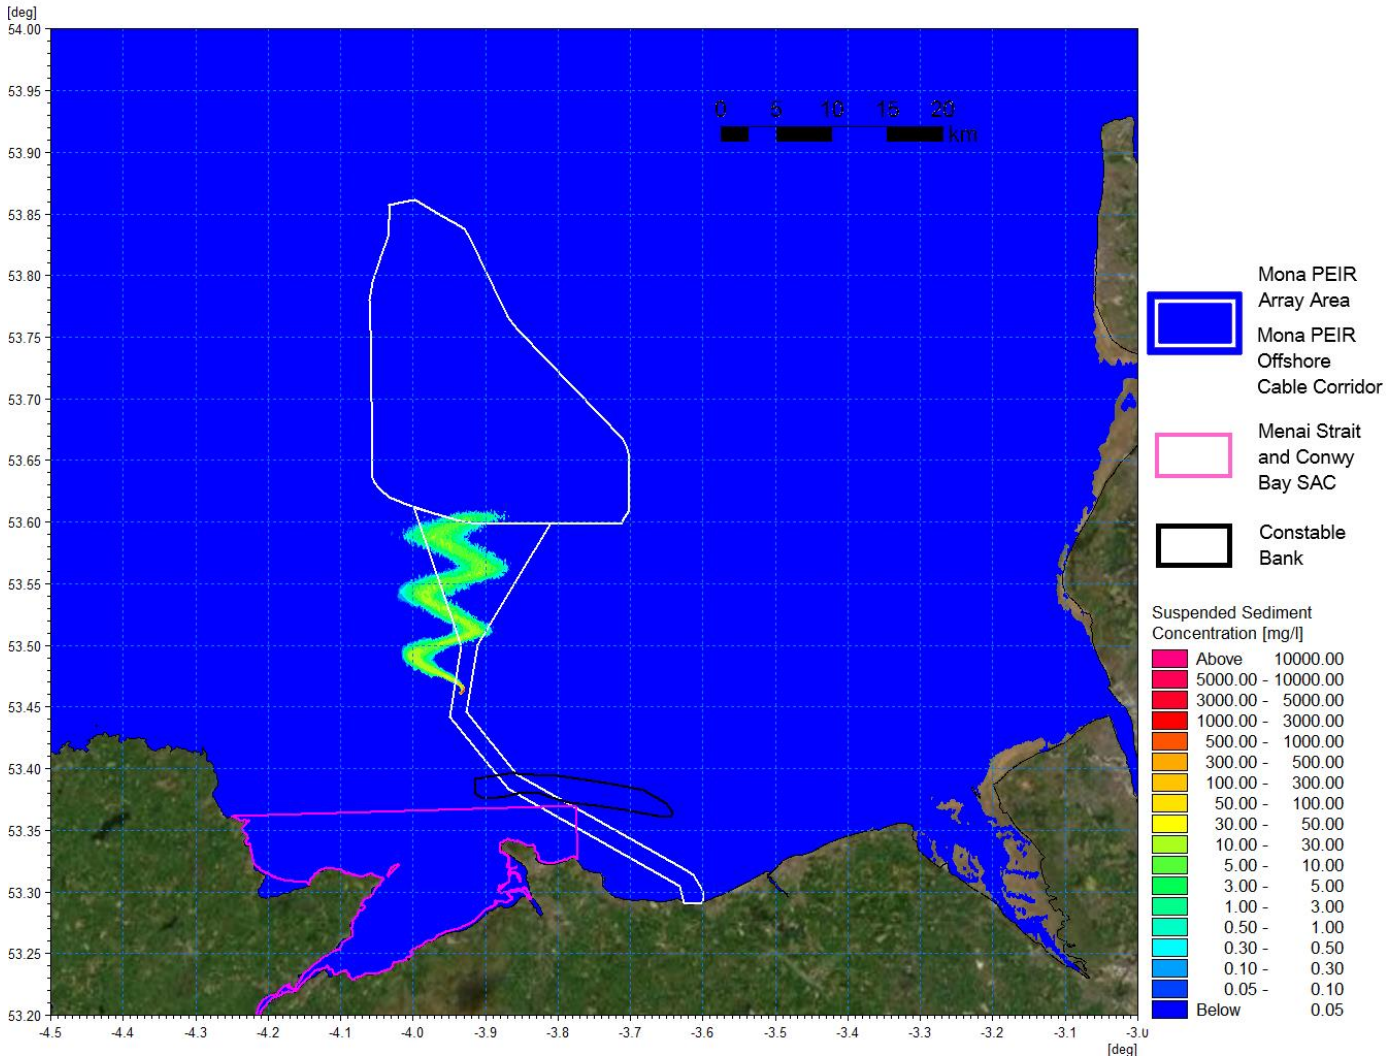 [deg]
54.00
53.95
53.90
53.85
53.80
53.75
53.70
53.65
53.60
53.55
53.50
53.45
53.40
53.35
53.30
53.25
53.20
-4.5 -4.4 -4.3 -4.2 -4.1 -4.0 -3.9 -3.8 -3.7 -3.6 -3.5 -3.4 -3.3 -3.2 -3.1 -3.0
[deg]
0 5 10 15 20
km
Mona PEIR
Array Area
Mona PEIR
Offshore
Cable Corridor
Menai Strait
and Conwy
Bay SAC
Constable
Bank
Suspended Sediment
Concentration [mg/l]
Above 10000.00
5000.00 - 10000.00
3000.00 - 5000.00
1000.00 - 3000.00
500.00 - 1000.00
300.00 - 500.00
100.00 - 300.00
50.00 - 100.00
30.00 - 50.00
10.00 - 30.00
5.00 - 10.00
3.00 - 5.00
1.00 - 3.00
0.50 - 1.00
0.30 - 0.50
0.10 - 0.30
0.05 - 0.10
Below 0.05